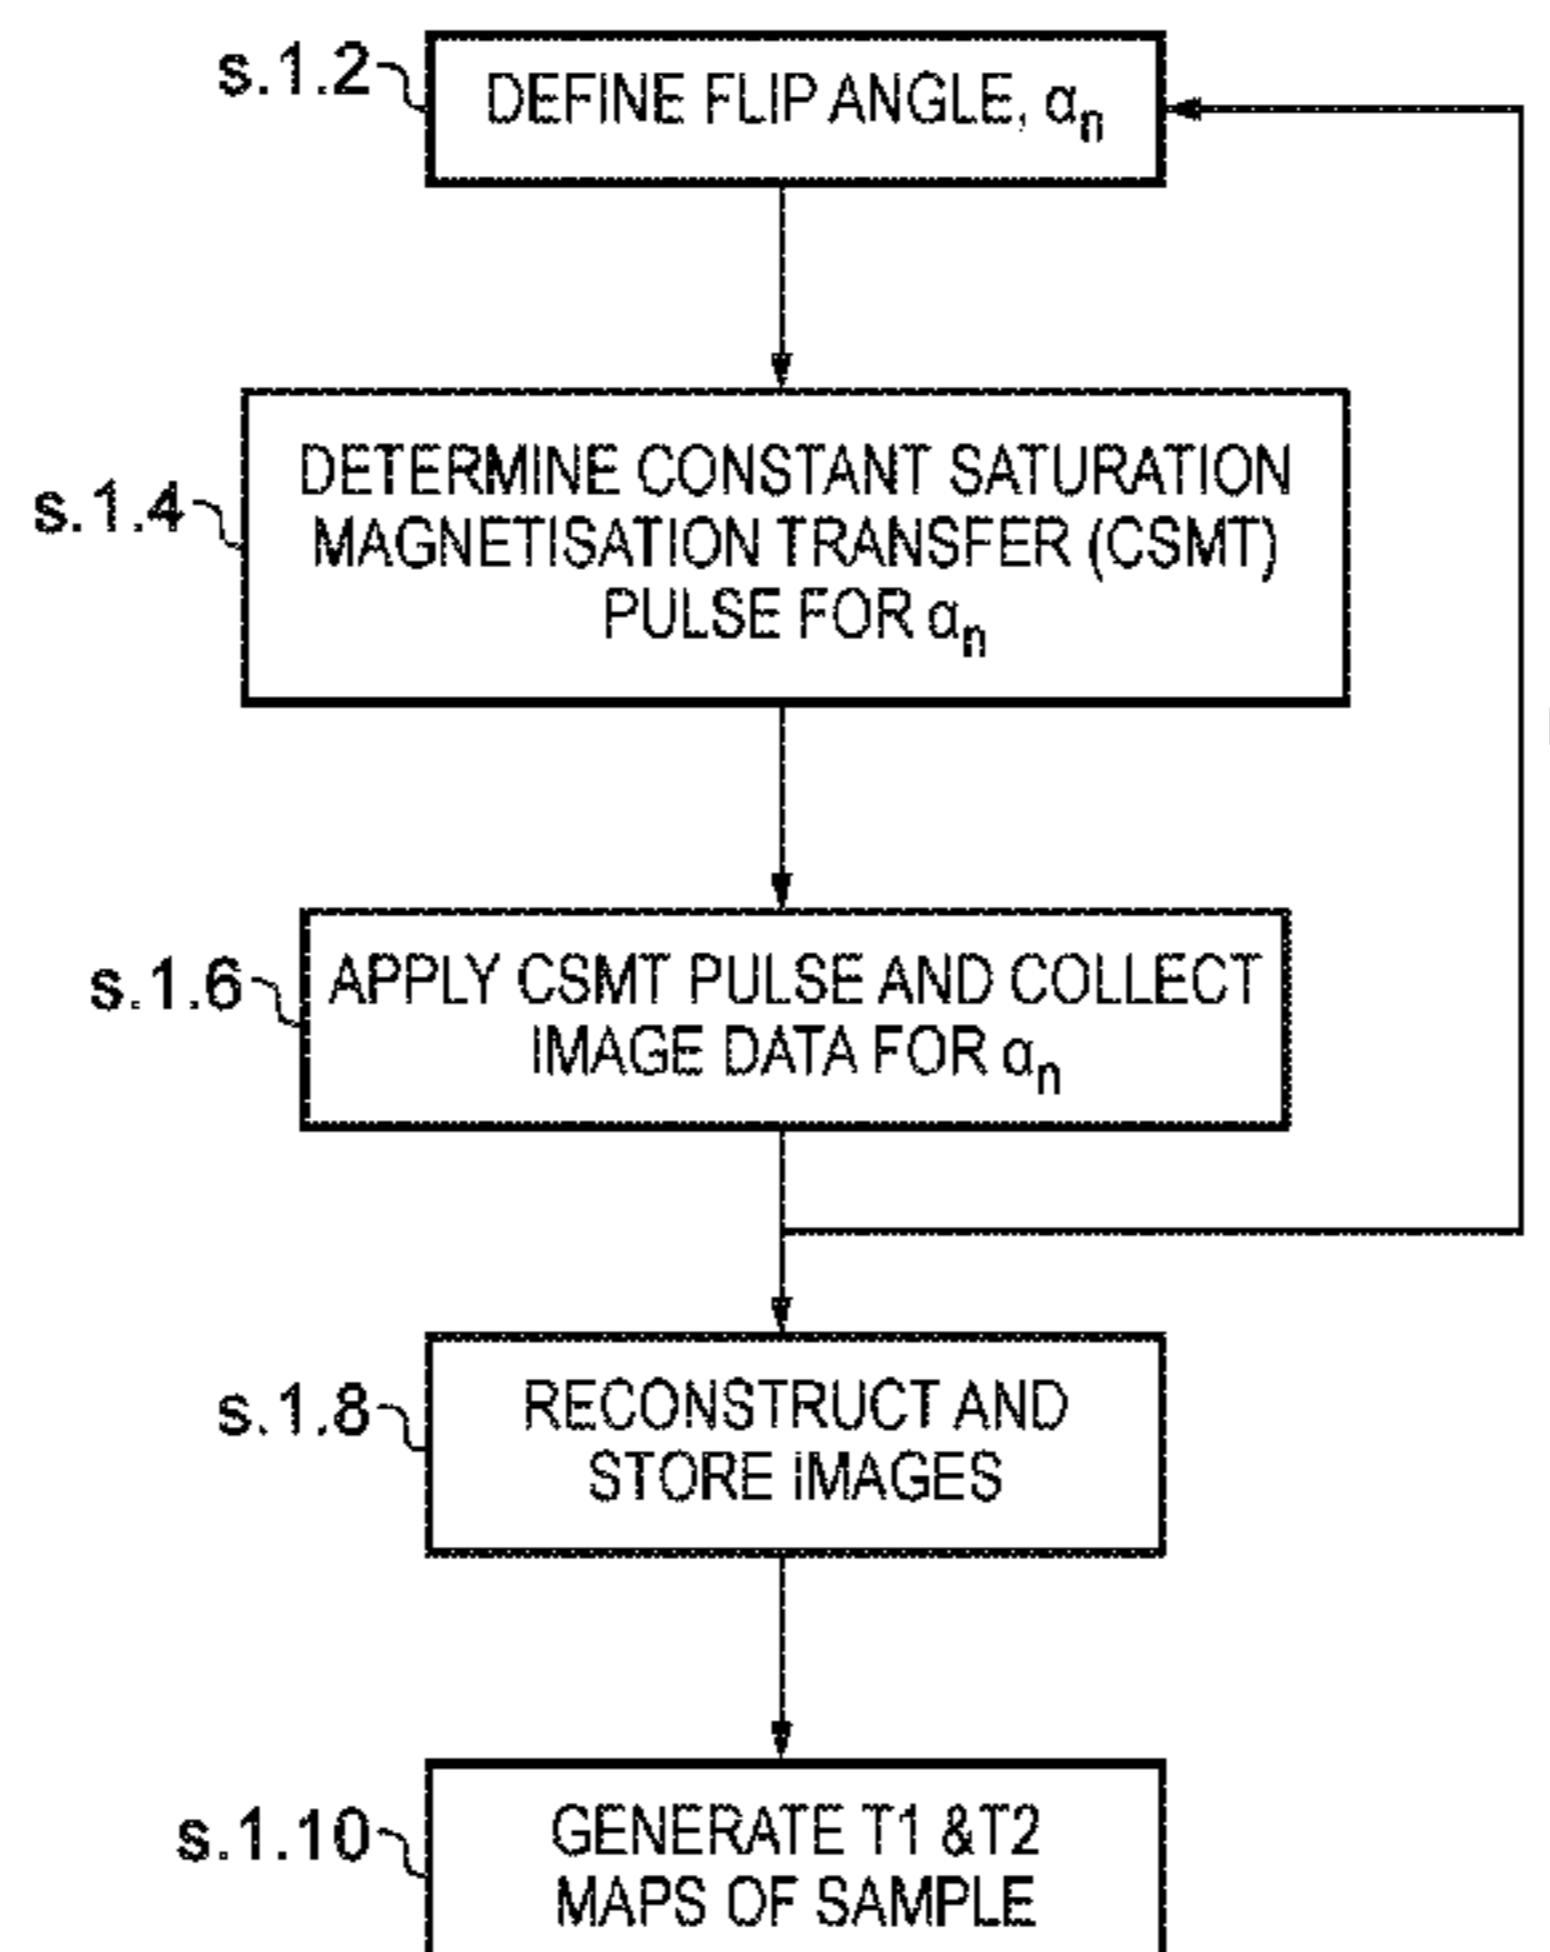 s.1.2
DEFINE FLIP ANGLE, αn
s.1.4
DETERMINE CONSTANT SATURATION
MAGNETISATION TRANSFER (CSMT)
PULSE FOR αn
s.1.6
APPLY CSMT PULSE AND COLLECT
IMAGE DATA FOR αn
s.1.8
RECONSTRUCT AND
STORE iMAGES
s.1.10
GENERATE T1 &T2
MAPS OF SAMPLE